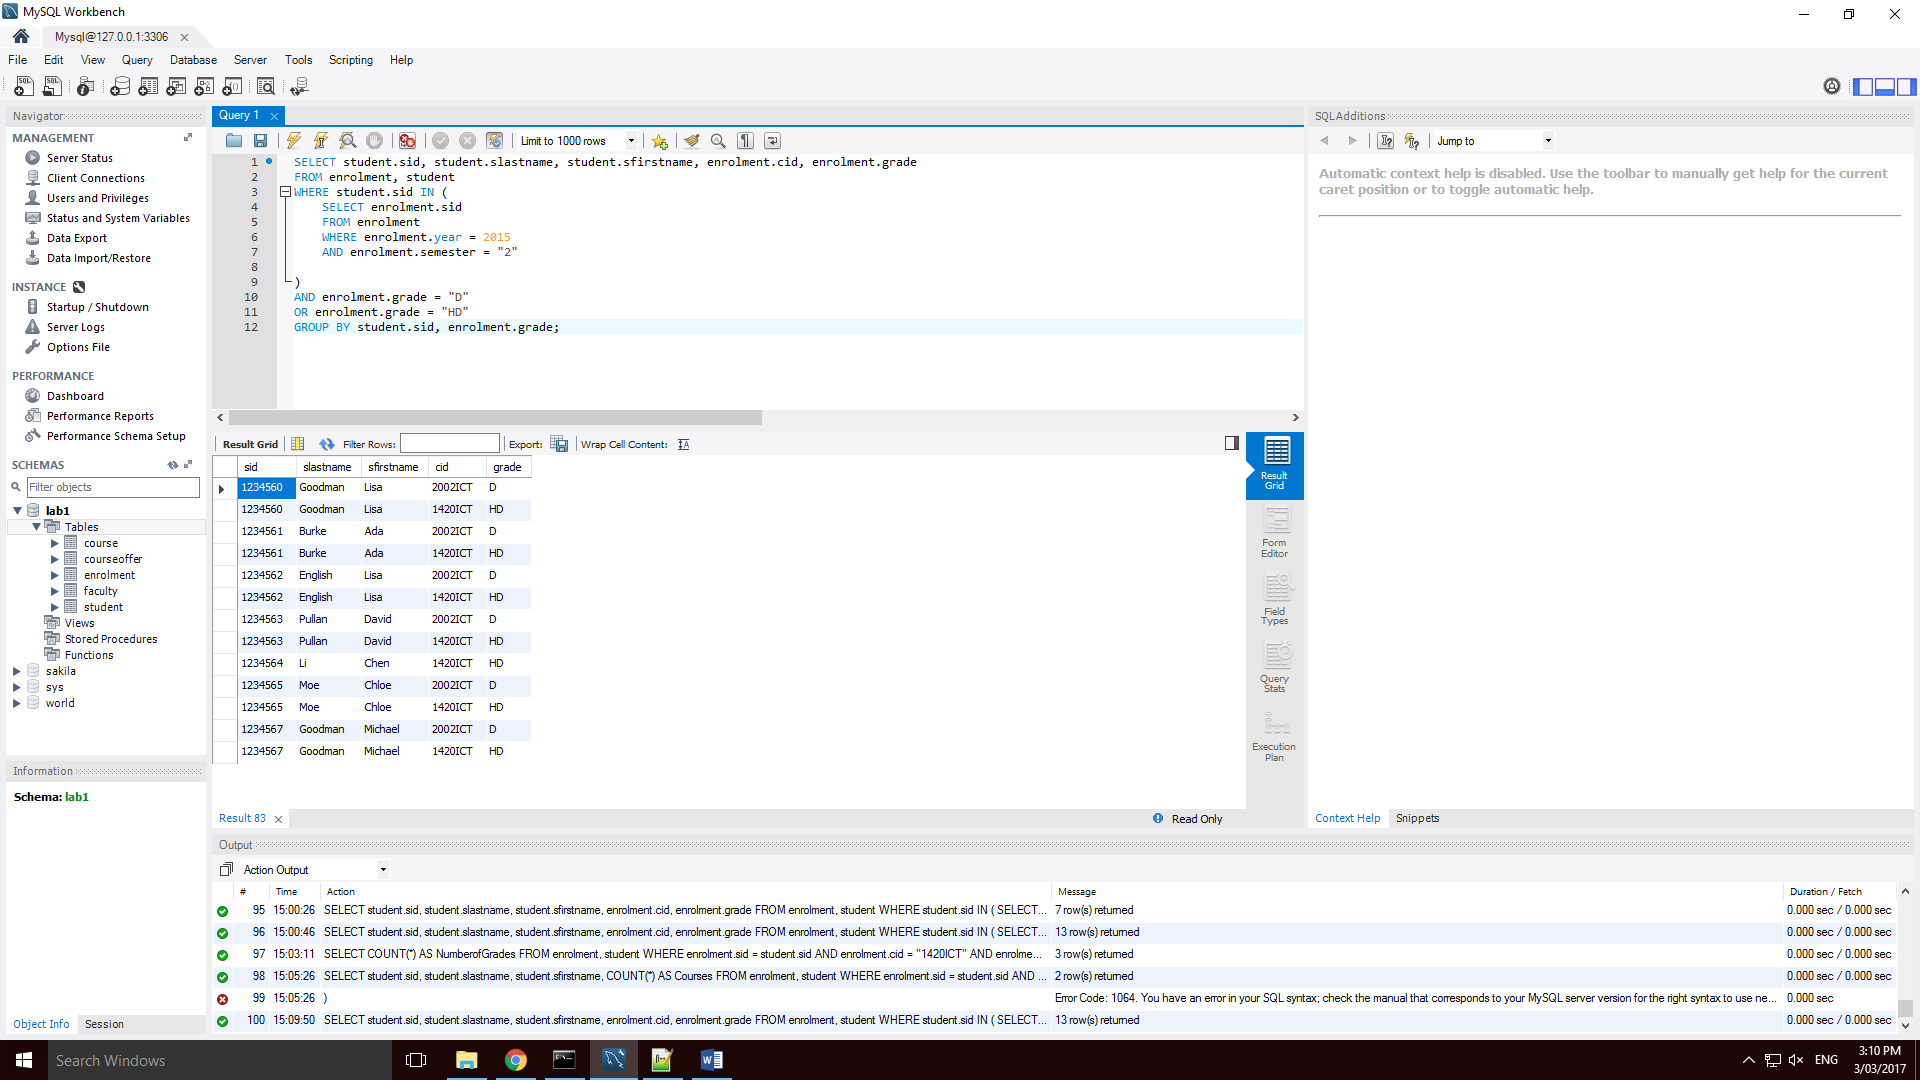 MySQL Workbench
Mysql@127.0.0.1:3306
File Edit View Query Database Server Tools Scripting Help
Navigator
MANAGEMENT
Server Status
Client Connections
Users and Privileges
Status and System Variables
Data Export
Data Import/Restore
INSTANCE
Startup / Shutdown
Server Logs
Options File
PERFORMANCE
Dashboard
Performance Reports
Performance Schema Setup
SCHEMAS
Filter objects
lab1
Tables
course
courseoffer
enrolment
faculty
student
Views
Stored Procedures
Functions
sakila
sys
world
Information
Schema: lab1
Object Info Session
Query 1
Limit to 1000 rows
1 SELECT student.sid, student.slastname, student.sfirstname, enrolment.cid, enrolment.grade
2 FROM enrolment, student
3 WHERE student.sid IN (
4 SELECT enrolment.sid
5 FROM enrolment
6 WHERE enrolment.year = 2015
7 AND enrolment.semester = "2"
8
9 )
10 AND enrolment.grade = "D"
11 OR enrolment.grade = "HD"
12 GROUP BY student.sid, enrolment.grade;
Result Grid Filter Rows: Export: Wrap Cell Content:
sid slastname sfirstname cid grade
1234560 Goodman Lisa 2002ICT D
1234560 Goodman Lisa 1420ICT HD
1234561 Burke Ada 2002ICT D
1234561 Burke Ada 1420ICT HD
1234562 English Lisa 2002ICT D
1234562 English Lisa 1420ICT HD
1234563 Pullan David 2002ICT D
1234563 Pullan David 1420ICT HD
1234564 Li Chen 1420ICT HD
1234565 Moe Chloe 2002ICT D
1234565 Moe Chloe 1420ICT HD
1234567 Goodman Michael 2002ICT D
1234567 Goodman Michael 1420ICT HD
Result
Grid
Form
Editor
Field
Types
Query
Stats
Execution
Plan
Result 83 Read Only
SQLAdditions
Jump to
Automatic context help is disabled. Use the toolbar to manually get help for the current
caret position or to toggle automatic help.
Context Help Snippets
Output
Action Output
# Time Action Message Duration / Fetch
95 15:00:26 SELECT student.sid, student.slastname, student.sfirstname, enrolment.cid, enrolment.grade FROM enrolment, student WHERE student.sid IN ( SELECT... 7 row(s) returned 0.000 sec / 0.000 sec
96 15:00:46 SELECT student.sid, student.slastname, student.sfirstname, enrolment.cid, enrolment.grade FROM enrolment, student WHERE student.sid IN ( SELECT... 13 row(s) returned 0.000 sec / 0.000 sec
97 15:03:11 SELECT COUNT(*) AS NumberofGrades FROM enrolment, student WHERE enrolment.sid = student.sid AND enrolment.cid = "1420ICT" AND enrolme... 3 row(s) returned 0.000 sec / 0.000 sec
98 15:05:26 SELECT student.sid, student.slastname, student.sfirstname, COUNT(*) AS Courses FROM enrolment, student WHERE enrolment.sid = student.sid AND ... 2 row(s) returned 0.000 sec / 0.000 sec
99 15:05:26 ) Error Code: 1064. You have an error in your SQL syntax; check the manual that corresponds to your MySQL server version for the right syntax to use ne... 0.000 sec
100 15:09:50 SELECT student.sid, student.slastname, student.sfirstname, enrolment.cid, enrolment.grade FROM enrolment, student WHERE student.sid IN ( SELECT... 13 row(s) returned 0.000 sec / 0.000 sec
Search Windows
ENG
3:10 PM
3/03/2017